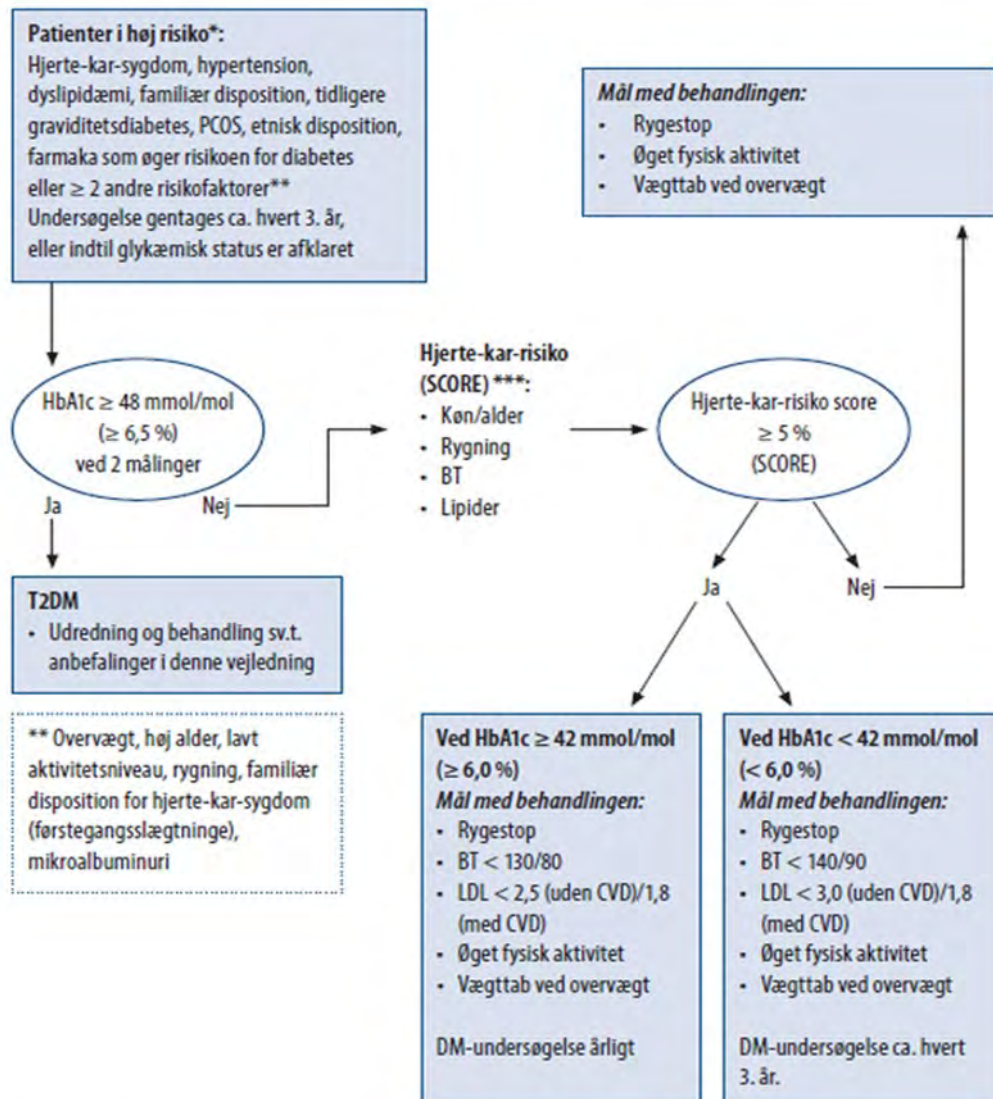 Patienter i høj risiko*:
Hjerte-kar-sygdom, hypertension,
dyslipidæmi, familiær disposition, tidligere
graviditetsdiabetes, PCOS, etnisk disposition,
farmaka som øger risikoen for diabetes
eller ≥ 2 andre risikofaktorer**
Undersøgelse gentages ca. hvert 3. år,
eller indtil glykæmisk status er afklaret
Mål med behandlingen:
• Rygestop
• Øget fysisk aktivitet
• Vægttab ved overvægt
HbA1c ≥ 48 mmol/mol
(≥ 6,5 %)
ved 2 målinger
Ja
Nej
Hjerte-kar-risiko
(SCORE) ***:
• Køn/alder
• Rygning
• BT
• Lipider
Hjerte-kar-risiko score
≥ 5 %
(SCORE)
Ja
Nej
T2DM
• Udredning og behandling sv.t.
anbefalinger i denne vejledning
** Overvægt, høj alder, lavt
aktivitetsniveau, rygning, familiær
disposition for hjerte-kar-sygdom
(førstegangsslægtninge),
mikroalbuminuri
Ved HbA1c ≥ 42 mmol/mol
(≥ 6,0 %)
Mål med behandlingen:
• Rygestop
• BT < 130/80
• LDL < 2,5 (uden CVD)/1,8
(med CVD)
• Øget fysisk aktivitet
• Vægttab ved overvægt
DM-undersøgelse årligt
Ved HbA1c < 42 mmol/mol
(< 6,0 %)
Mål med behandlingen:
• Rygestop
• BT < 140/90
• LDL < 3,0 (uden CVD)/1,8
(med CVD)
• Øget fysisk aktivitet
• Vægttab ved overvægt
DM-undersøgelse ca. hvert
3. år.